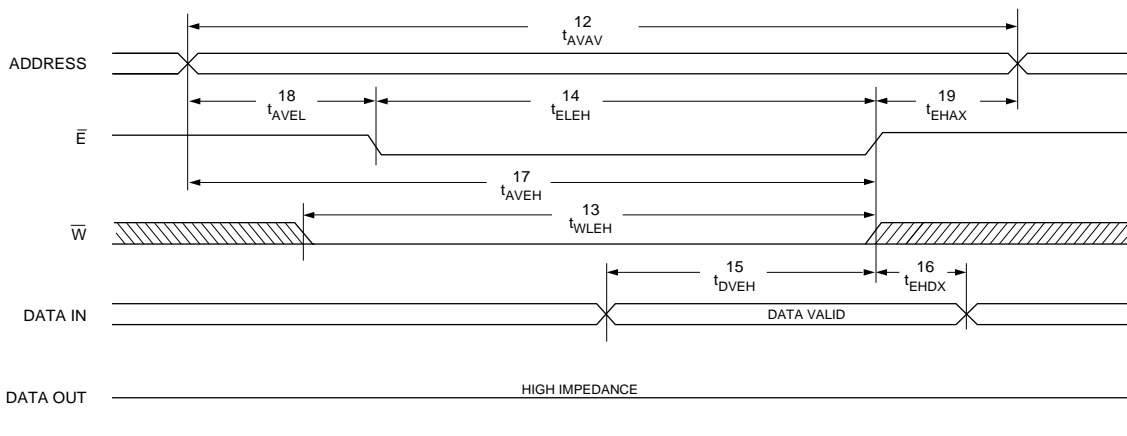 12
tAVAV
ADDRESS
18
tAVEL
14
tELEH
19
tEHAX
E̅
17
tAVEH
13
tWLEH
W̅
15
tDVEH
16
tEHDX
DATA IN
DATA VALID
DATA OUT
HIGH IMPEDANCE